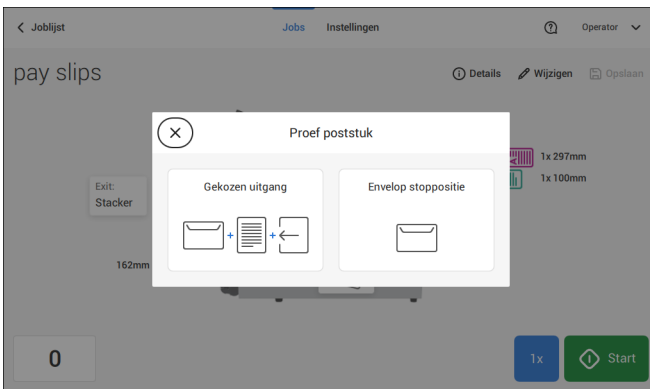 Joblijst
Jobs
Instellingen
Operator
pay slips
Details
Wijzigen
Opslaan
Proef poststuk
1x 297mm
1x 100mm
Exit:
Stacker
Gekozen uitgang
Envelop stoppositie
162mm
0
1x
Start